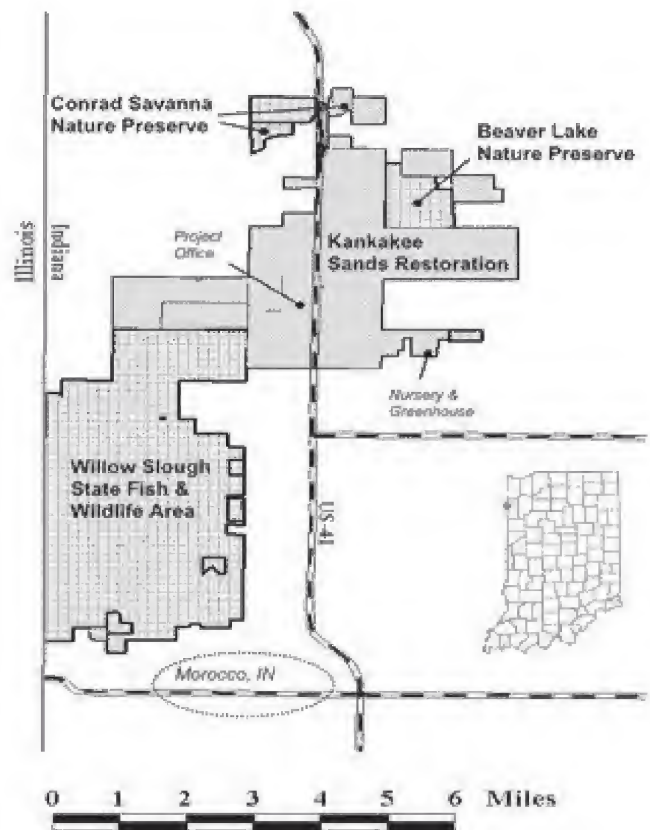 Conrad Savanna
Nature Preserve
Beaver Lake
Nature Preserve
Illinois
Indiana
Project
Office
Kankakee
Sands Restoration
Nursery &
Greenhouse
Willow Slough
State Fish &
Wildlife Area
US 41
Morocco, IN
0 1 2 3 4 5 6 Miles